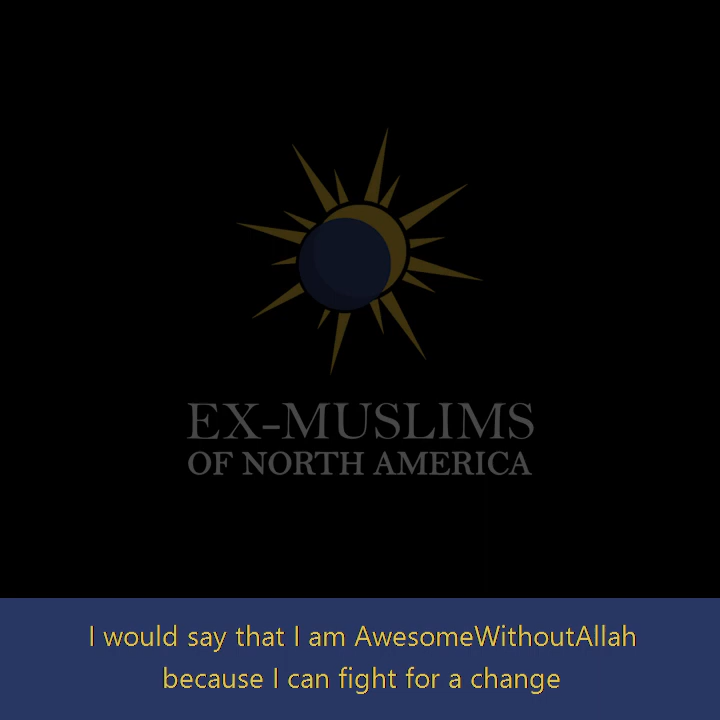 EX-MUSLIMS
OF NORTH AMERICA
I would say that I am AwesomeWithoutAllah
because I can fight for a change